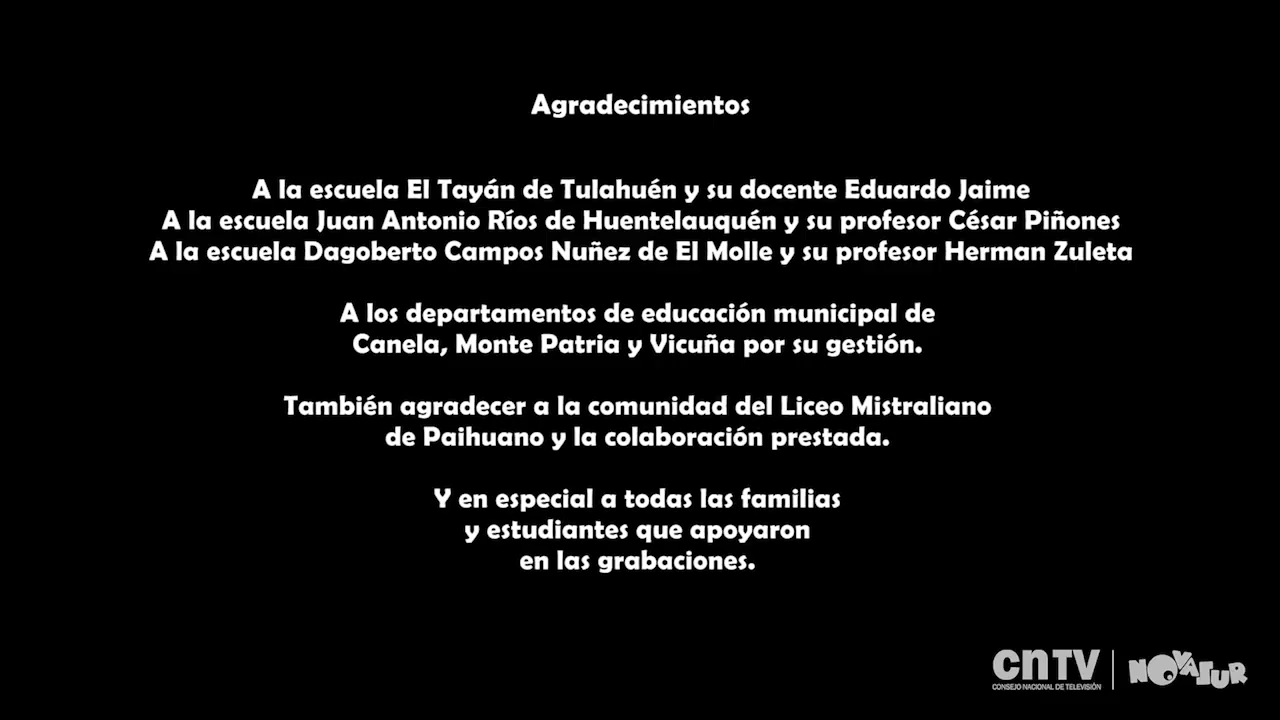 Agradecimientos
A la escuela El Tayán de Tulahuén y su docente Eduardo Jaime
A la escuela Juan Antonio Ríos de Huentelauquén y su profesor César Piñones
A la escuela Dagoberto Campos Nuñez de El Molle y su profesor Herman Zuleta
A los departamentos de educación municipal de
Canela, Monte Patria y Vicuña por su gestión.
También agradecer a la comunidad del Liceo Mistraliano
de Paihuano y la colaboración prestada.
Y en especial a todas las familias
y estudiantes que apoyaron
en las grabaciones.
CNTV
CONSEJO NACIONAL DE TELEVISIÓN
NOVASUR